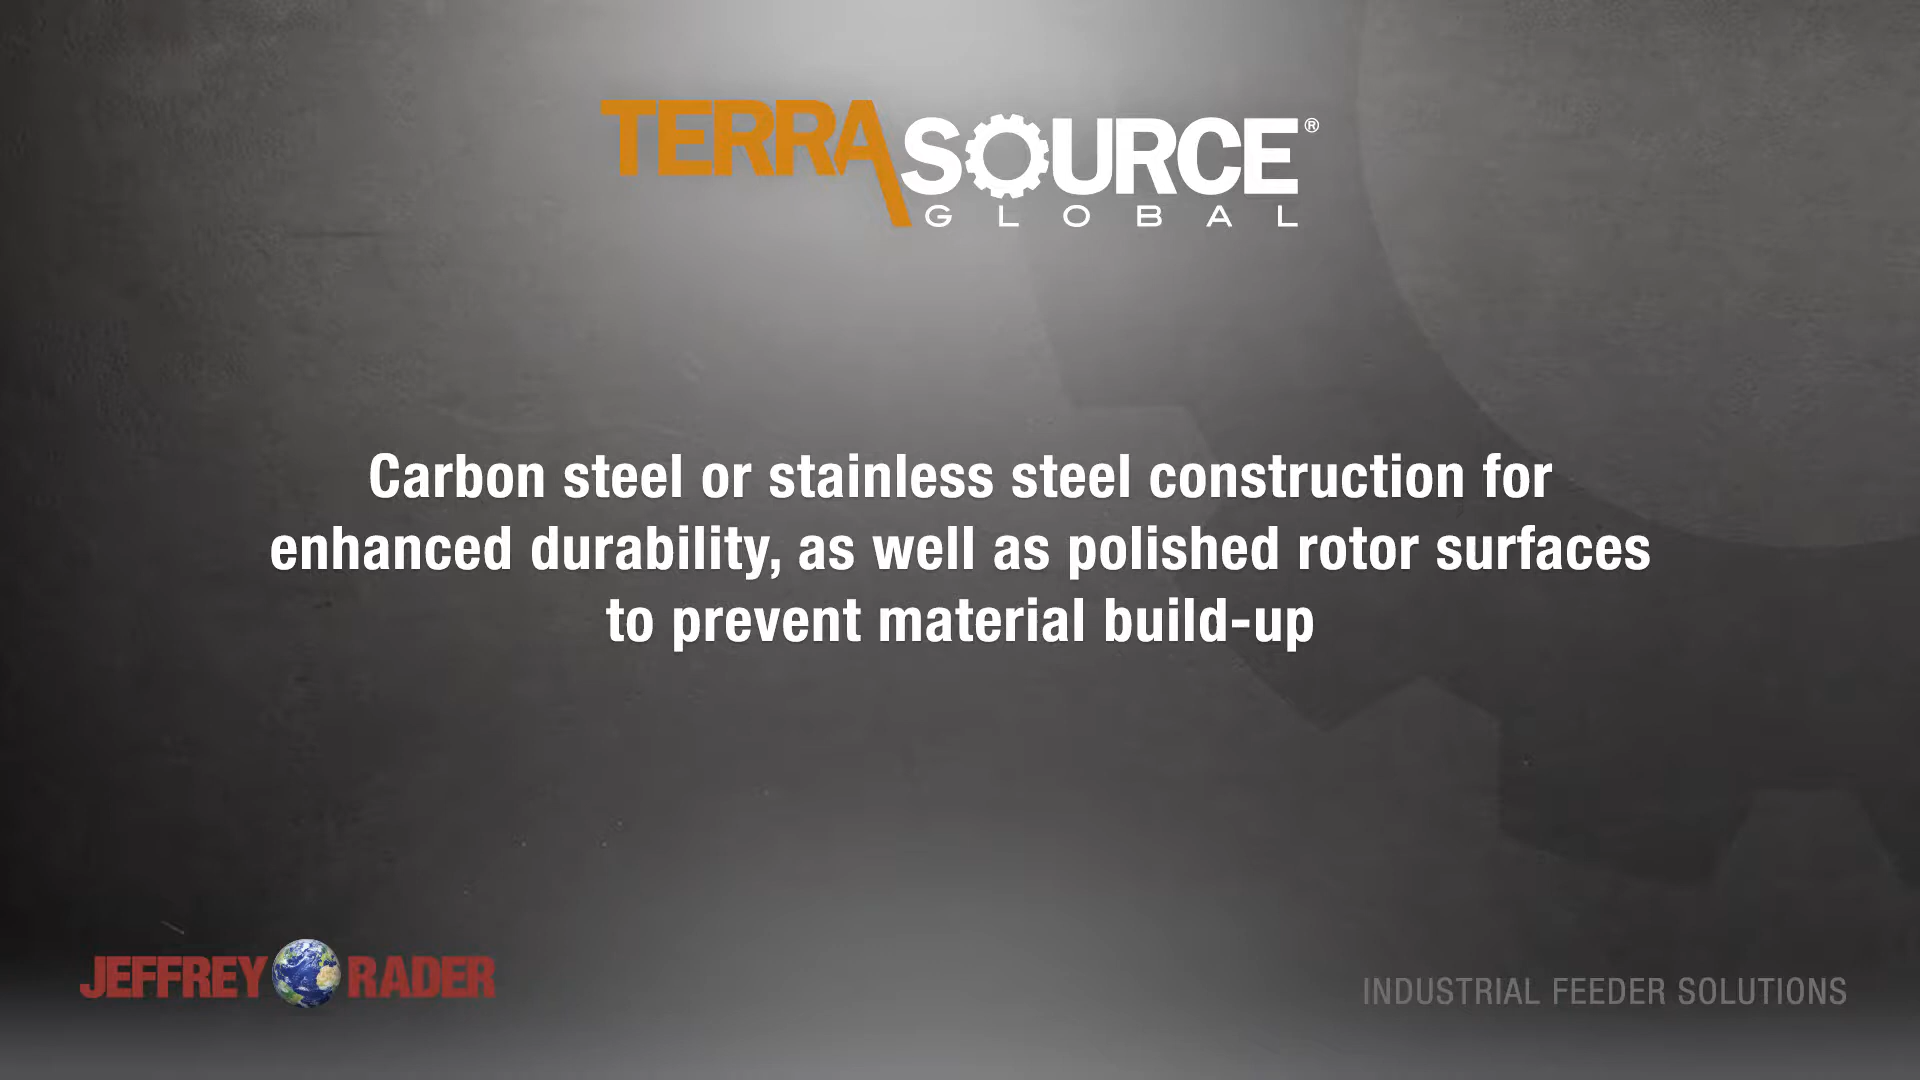 TERRASOURCE®
GLOBAL
Carbon steel or stainless steel construction for
enhanced durability, as well as polished rotor surfaces
to prevent material build-up
JEFFREY RADER
INDUSTRIAL FEEDER SOLUTIONS